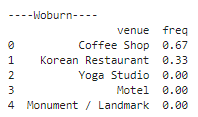 ----Woburn----
venue freq
0 Coffee Shop 0.67
1 Korean Restaurant 0.33
2 Yoga Studio 0.00
3 Motel 0.00
4 Monument / Landmark 0.00